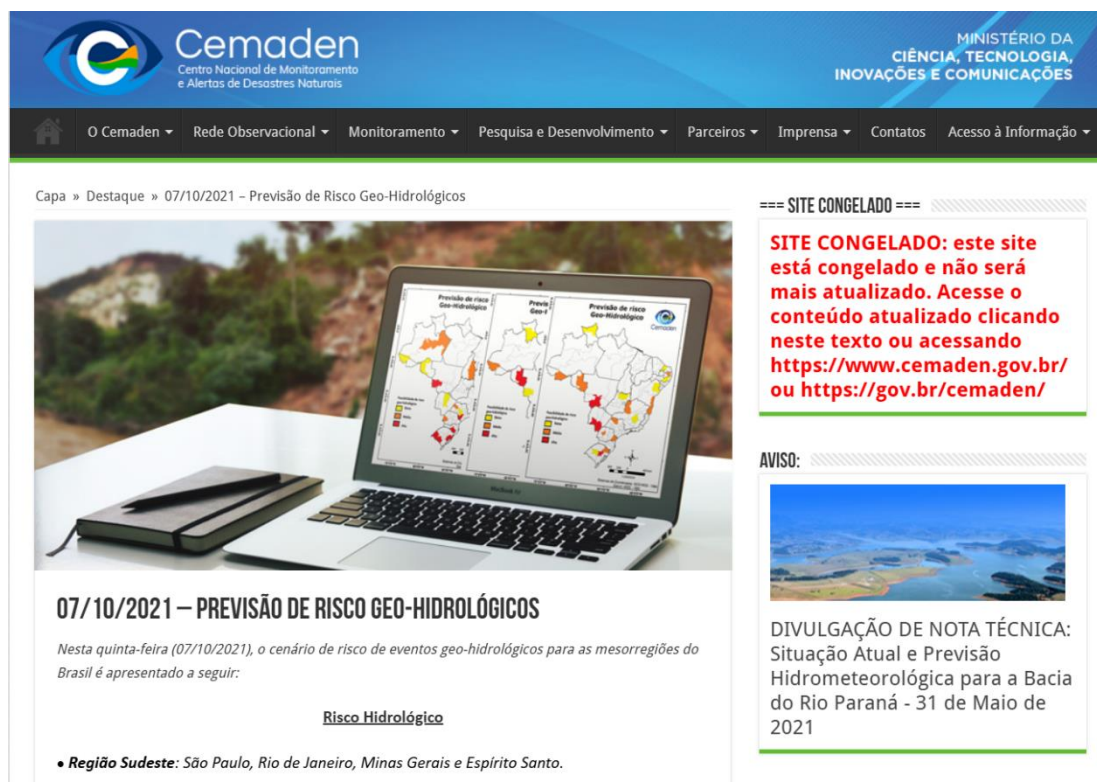 Cemaden
Centro Nacional de Monitoramento
e Alertas de Desastres Naturais
MINISTÉRIO DA
CIÊNCIA, TECNOLOGIA,
INOVAÇÕES E COMUNICAÇÕES
O Cemaden
Rede Observacional
Monitoramento
Pesquisa e Desenvolvimento
Parceiros
Imprensa
Contatos
Acesso à Informação
Capa » Destaque » 07/10/2021 – Previsão de Risco Geo-Hidrológicos
Previsão de risco
Geo-Hidrológico
Previs
Geo-H
Previsão de risco
Geo-Hidrológico
Cemaden
07/10/2021 – PREVISÃO DE RISCO GEO-HIDROLÓGICOS
Nesta quinta-feira (07/10/2021), o cenário de risco de eventos geo-hidrológicos para as mesorregiões do
Brasil é apresentado a seguir:
Risco Hidrológico
• Região Sudeste: São Paulo, Rio de Janeiro, Minas Gerais e Espírito Santo.
=== SITE CONGELADO ===
SITE CONGELADO: este site
está congelado e não será
mais atualizado. Acesse o
conteúdo atualizado clicando
neste texto ou acessando
https://www.cemaden.gov.br/
ou https://gov.br/cemaden/
AVISO:
DIVULGAÇÃO DE NOTA TÉCNICA:
Situação Atual e Previsão
Hidrometeorológica para a Bacia
do Rio Paraná - 31 de Maio de
2021